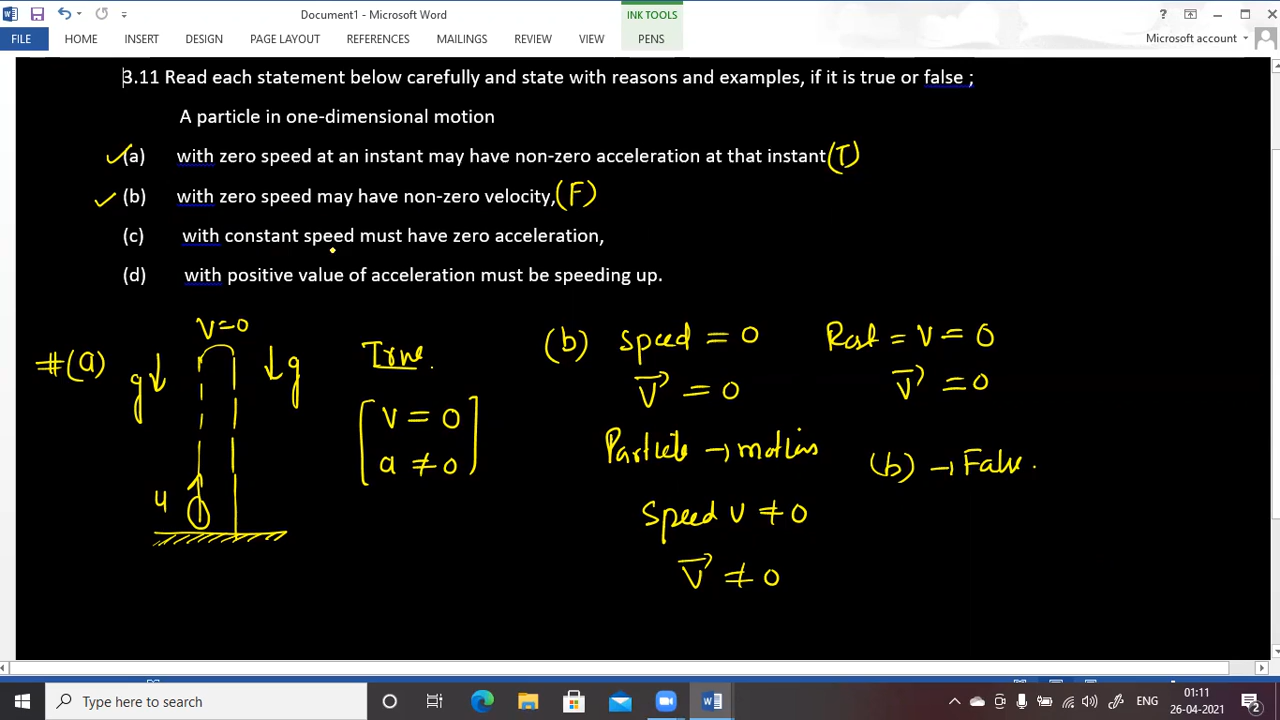 Document1 - Microsoft Word
INK TOOLS
FILE HOME INSERT DESIGN PAGE LAYOUT REFERENCES MAILINGS REVIEW VIEW PENS Microsoft account
3.11 Read each statement below carefully and state with reasons and examples, if it is true or false ;
A particle in one-dimensional motion
(a) with zero speed at an instant may have non-zero acceleration at that instant (T)
(b) with zero speed may have non-zero velocity, (F)
(c) with constant speed must have zero acceleration,
(d) with positive value of acceleration must be speeding up.
#(a) g v=0 g
True.
v = 0
a ≠ 0
u
(b) Speed = 0
v⃗ = 0
Particle → motion
Speed v ≠ 0
v⃗ ≠ 0
Rest = v = 0
v⃗ = 0
(b) → False.
Type here to search
ENG
01:11
26-04-2021
2